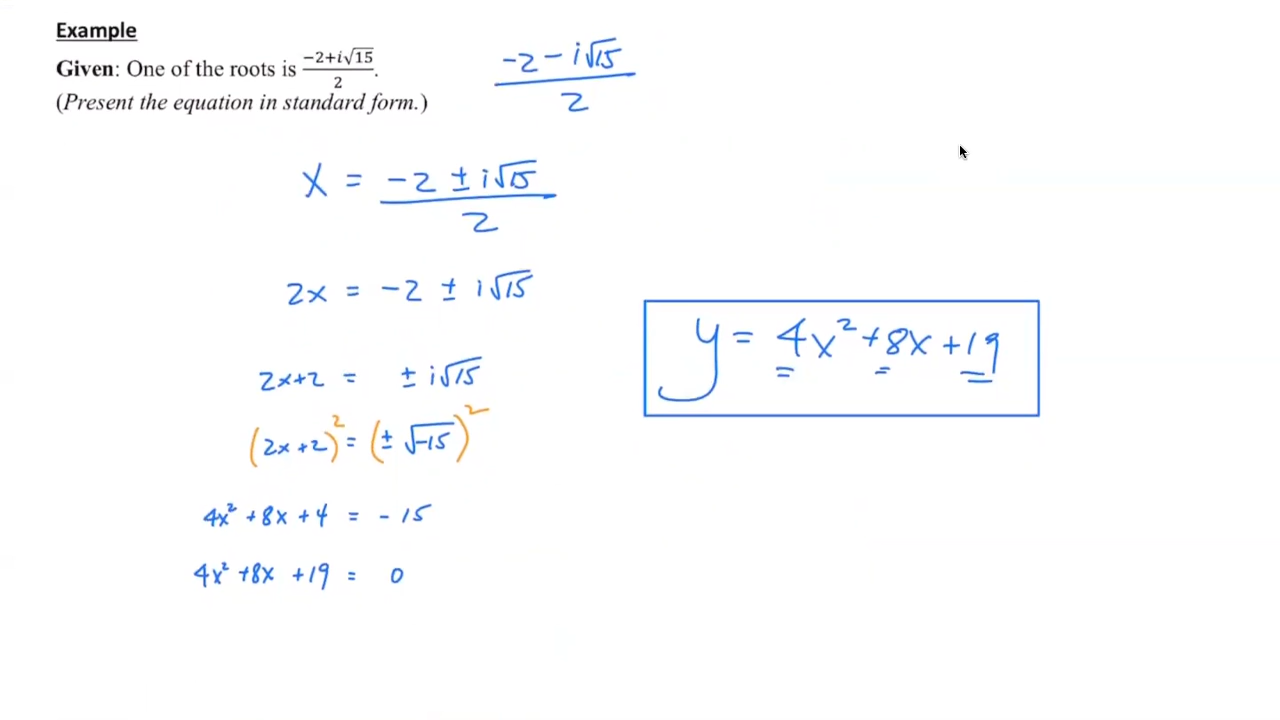 Example
Given: One of the roots is (−2+i√15)/2.
(Present the equation in standard form.)
(-2 - i√15)/2
x = (-2 ± i√15)/2
2x = -2 ± i√15
2x+2 = ± i√15
(2x+2)² = (± √-15)²
4x² +8x +4 = -15
4x² +8x +19 = 0
y = 4x² +8x +19